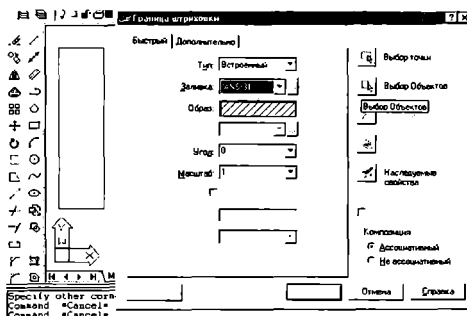 Граница штриховки
Быстрый Дополнительно
Тип: Встроенный
Заливка: ANSI31
Образ:
Угол: 0
Масштаб: 1
Выбор точки
Выбор Объектов
Выбор Объектов
Наследуемые свойства
Композиция
Ассоциативный
Не ассоциативный
Отмена Справка
M
Specify other corn
Command *Cancel*
Command *Cancel*